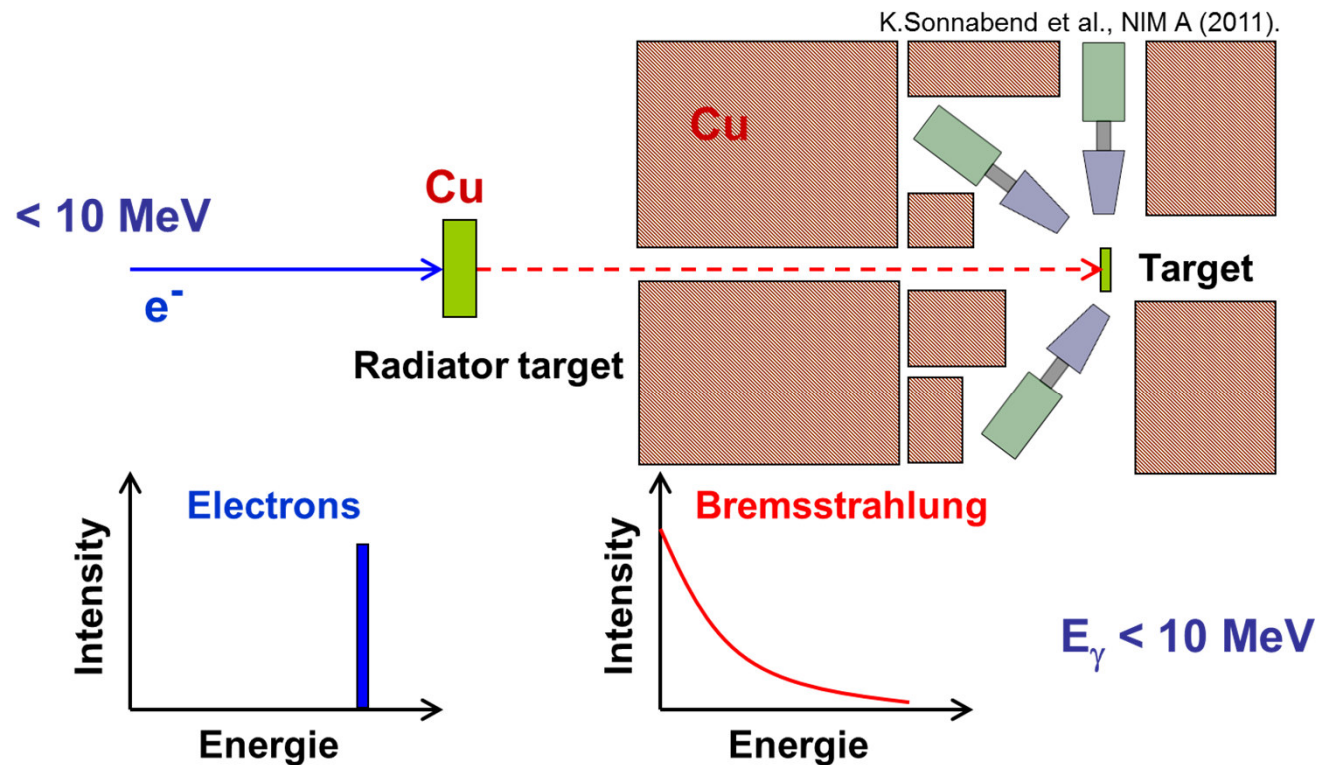 K.Sonnabend et al., NIM A (2011).
Cu
Cu
< 10 MeV
e-
Target
Radiator target
Electrons
Intensity
Energie
Bremsstrahlung
Intensity
Energie
Eγ < 10 MeV